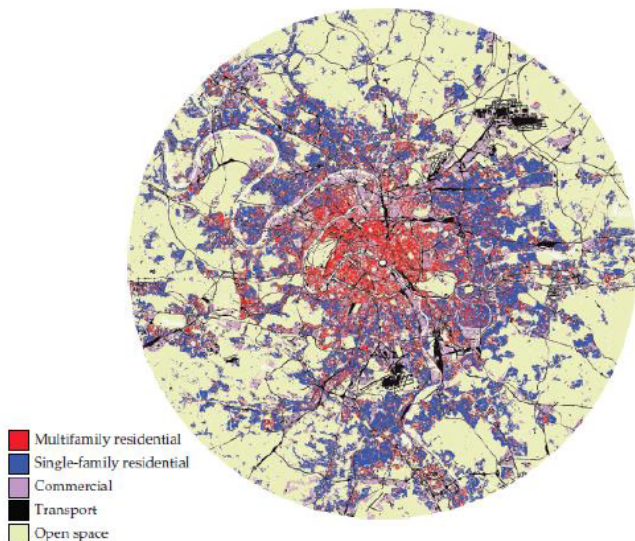 Multifamily residential
Single-family residential
Commercial
Transport
Open space